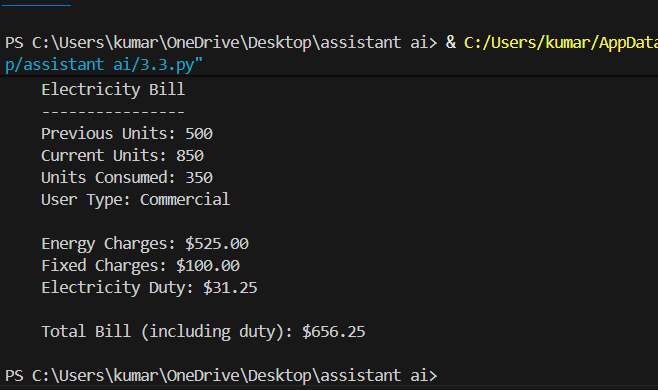 PS C:\Users\kumar\OneDrive\Desktop\assistant ai> & C:/Users/kumar/AppData
p/assistant ai/3.3.py"
Electricity Bill
----------------
Previous Units: 500
Current Units: 850
Units Consumed: 350
User Type: Commercial
Energy Charges: $525.00
Fixed Charges: $100.00
Electricity Duty: $31.25
Total Bill (including duty): $656.25
PS C:\Users\kumar\OneDrive\Desktop\assistant ai>